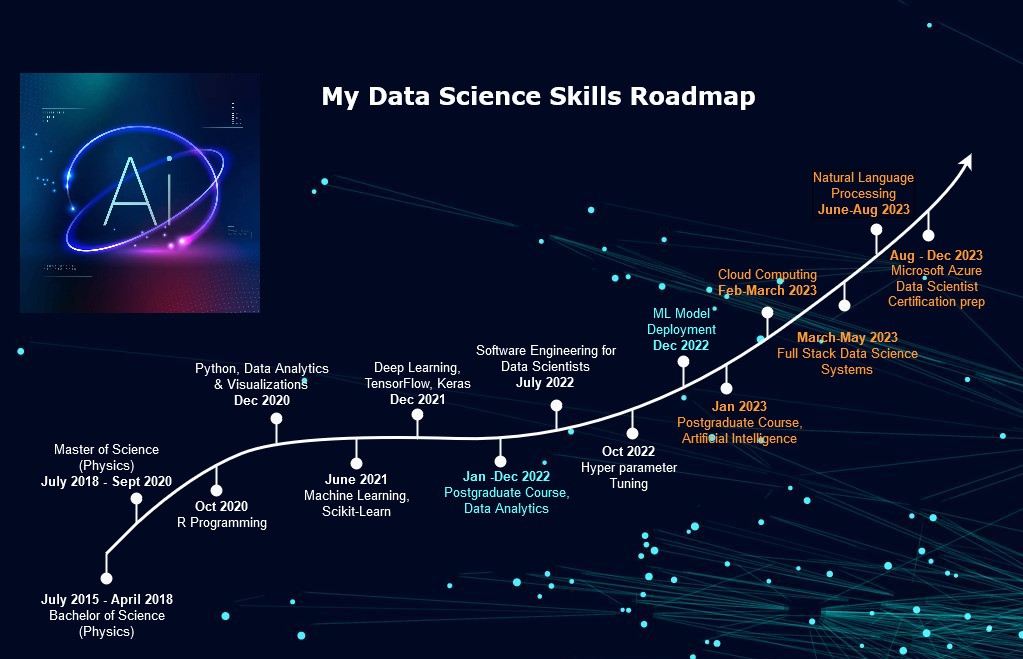 My Data Science Skills Roadmap
Ai
July 2015 - April 2018
Bachelor of Science
(Physics)
Master of Science
(Physics)
July 2018 - Sept 2020
Oct 2020
R Programming
Python, Data Analytics
& Visualizations
Dec 2020
June 2021
Machine Learning,
Scikit-Learn
Deep Learning,
TensorFlow, Keras
Dec 2021
Jan -Dec 2022
Postgraduate Course,
Data Analytics
Software Engineering for
Data Scientists
July 2022
Oct 2022
Hyper parameter
Tuning
ML Model
Deployment
Dec 2022
Jan 2023
Postgraduate Course,
Artificial Intelligence
Cloud Computing
Feb-March 2023
March-May 2023
Full Stack Data Science
Systems
Natural Language
Processing
June-Aug 2023
Aug - Dec 2023
Microsoft Azure
Data Scientist
Certification prep